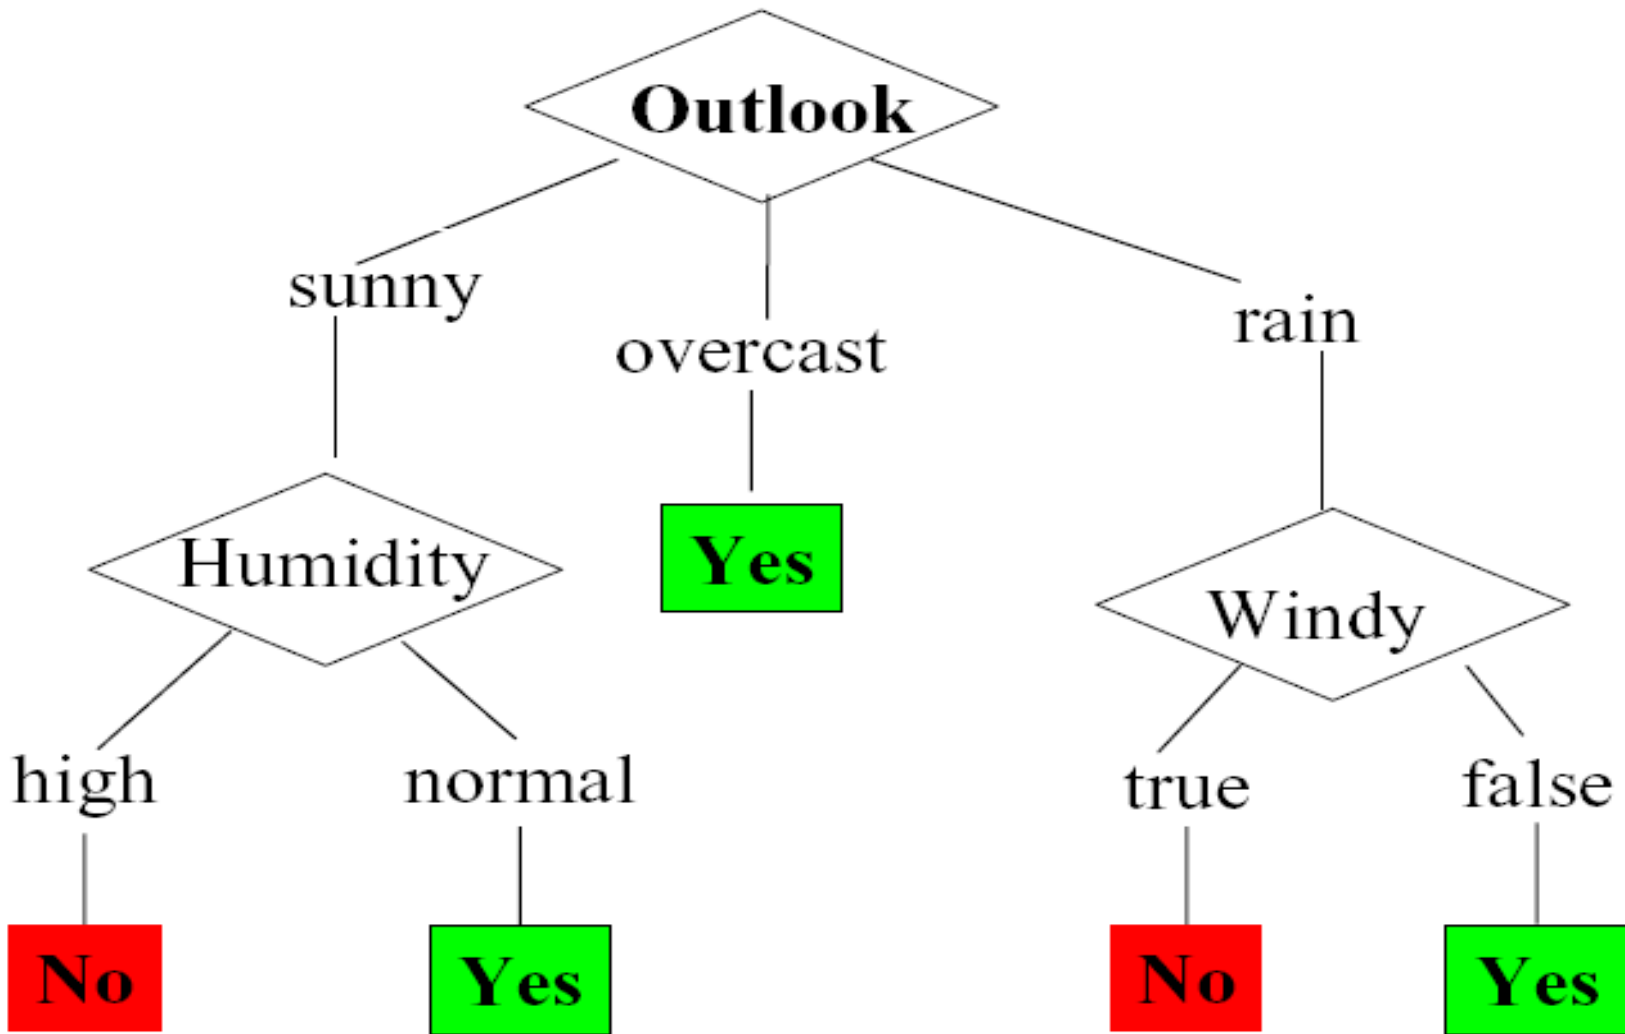 Outlook
sunny
overcast
rain
Humidity
Yes
Windy
high
normal
true
false
No
Yes
No
Yes